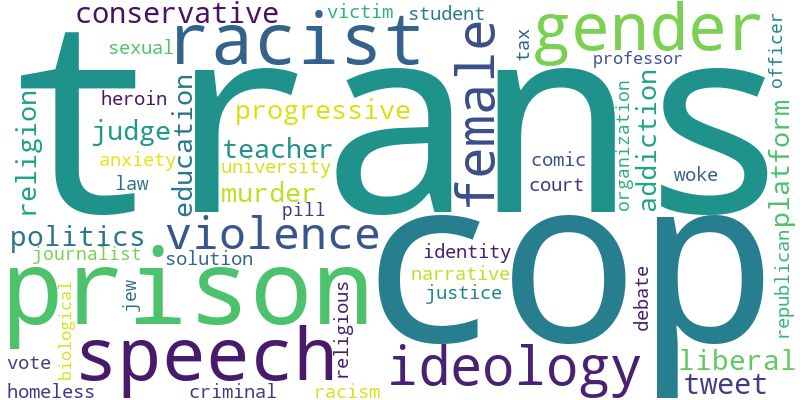 conservative
victim
student
racist
gender
sexual
female
tax
professor
officer
trans
heroin
religion
education
progressive
judge
teacher
anxiety
university
law
murder
pill
comic
court
organization
addiction
woke
platform
politics
violence
cop
journalist
solution
identity
narrative
justice
prison
jew
biological
religious
debate
republican
speech
ideology
liberal
vote
tweet
homeless
criminal
racism